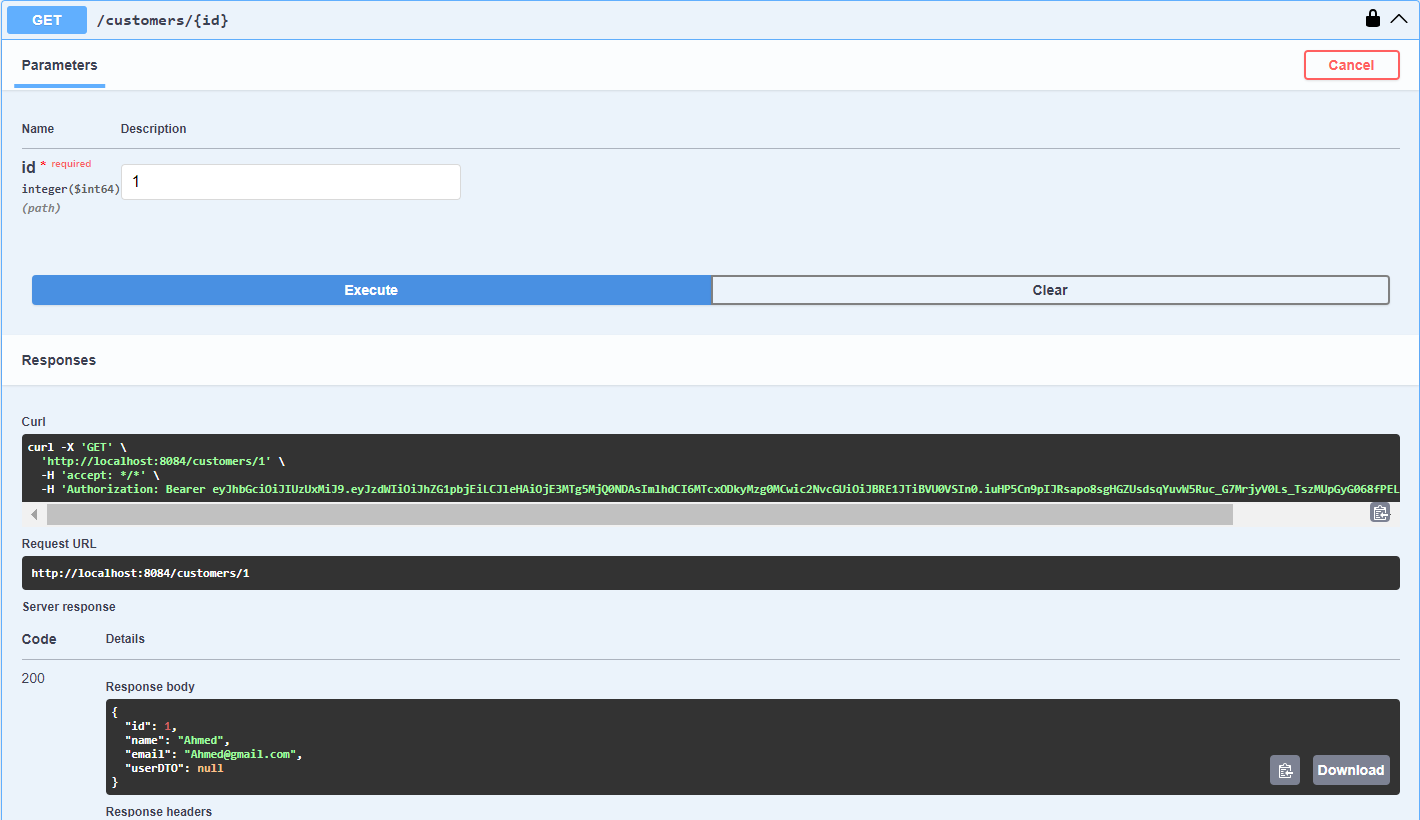 GET /customers/{id}
Parameters
Cancel
Name Description
id * required
integer($int64)
(path)
1
Execute
Clear
Responses
Curl
curl -X 'GET' \
'http://localhost:8084/customers/1' \
-H 'accept: */*' \
-H 'Authorization: Bearer eyJhbGciOiJIUzUxMiJ9.eyJzdWIiOiJhZG1pbjEiLCJleHAiOjE3MTg5MjQ0NDAsImlhdCI6MTcxODkyMzg0MCwic2NvcGUiOiJBRE1JTiBVU0VSIn0.iuHP5Cn9pIJRsapo8sgHGZUsdsqYuvW5Ruc_G7MrjyV0Ls_TszMUpGyG068fPEL
Request URL
http://localhost:8084/customers/1
Server response
Code Details
200
Response body
{
"id": 1,
"name": "Ahmed",
"email": "Ahmed@gmail.com",
"userDTO": null
}
Download
Response headers